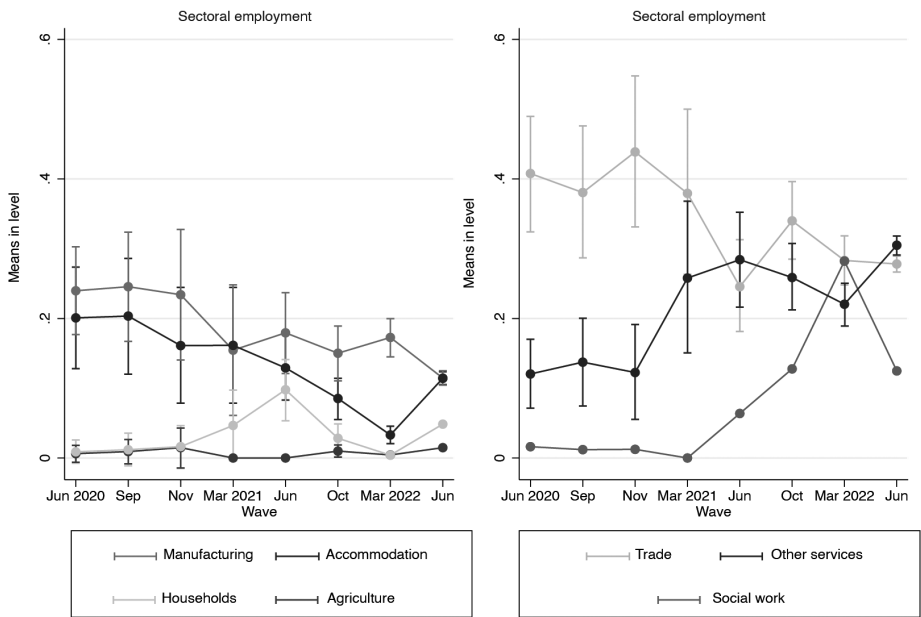 Sectoral employment
.6
.4
.2
0
Means in level
Jun 2020 Sep Nov Mar 2021 Jun Oct Mar 2022 Jun
Wave
Manufacturing Accommodation
Households Agriculture
Sectoral employment
.6
.4
.2
0
Means in level
Jun 2020 Sep Nov Mar 2021 Jun Oct Mar 2022 Jun
Wave
Trade Other services
Social work